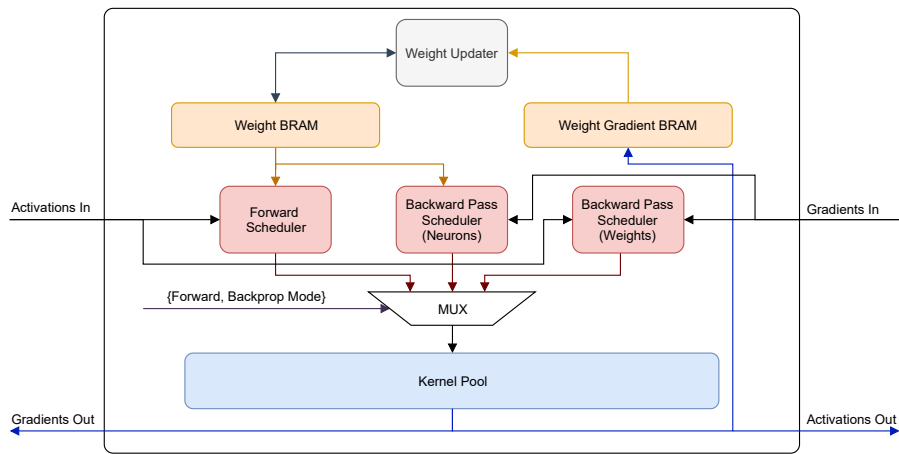 Weight Updater
Weight BRAM
Weight Gradient BRAM
Activations In
Forward
Scheduler
Backward Pass
Scheduler
(Neurons)
Backward Pass
Scheduler
(Weights)
Gradients In
{Forward, Backprop Mode}
MUX
Kernel Pool
Gradients Out
Activations Out